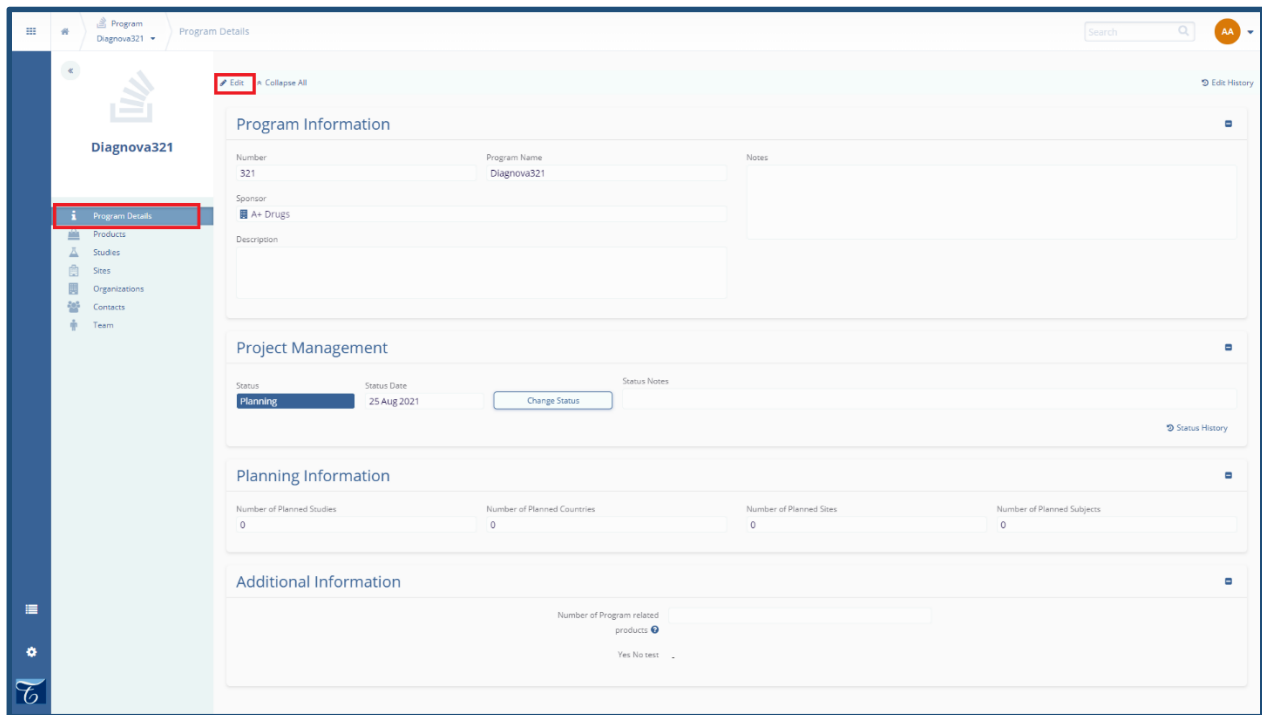 Program
Diagnova321
Program Details
Search
AA
Edit
Collapse All
Edit History
Diagnova321
Program Details
Products
Studies
Sites
Organizations
Contacts
Team
Program Information
Number
Program Name
Notes
321
Diagnova321
Sponsor
A+ Drugs
Description
Project Management
Status
Status Date
Status Notes
Planning
25 Aug 2021
Change Status
Status History
Planning Information
Number of Planned Studies
Number of Planned Countries
Number of Planned Sites
Number of Planned Subjects
0
0
0
0
Additional Information
Number of Program related
products ?
Yes No test
-